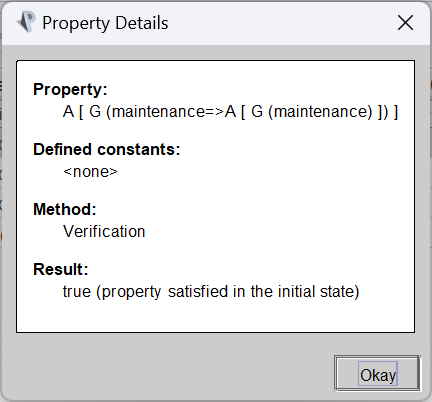 Property Details
Property:
A [ G (maintenance=>A [ G (maintenance) ]) ]
Defined constants:
<none>
Method:
Verification
Result:
true (property satisfied in the initial state)
Okay